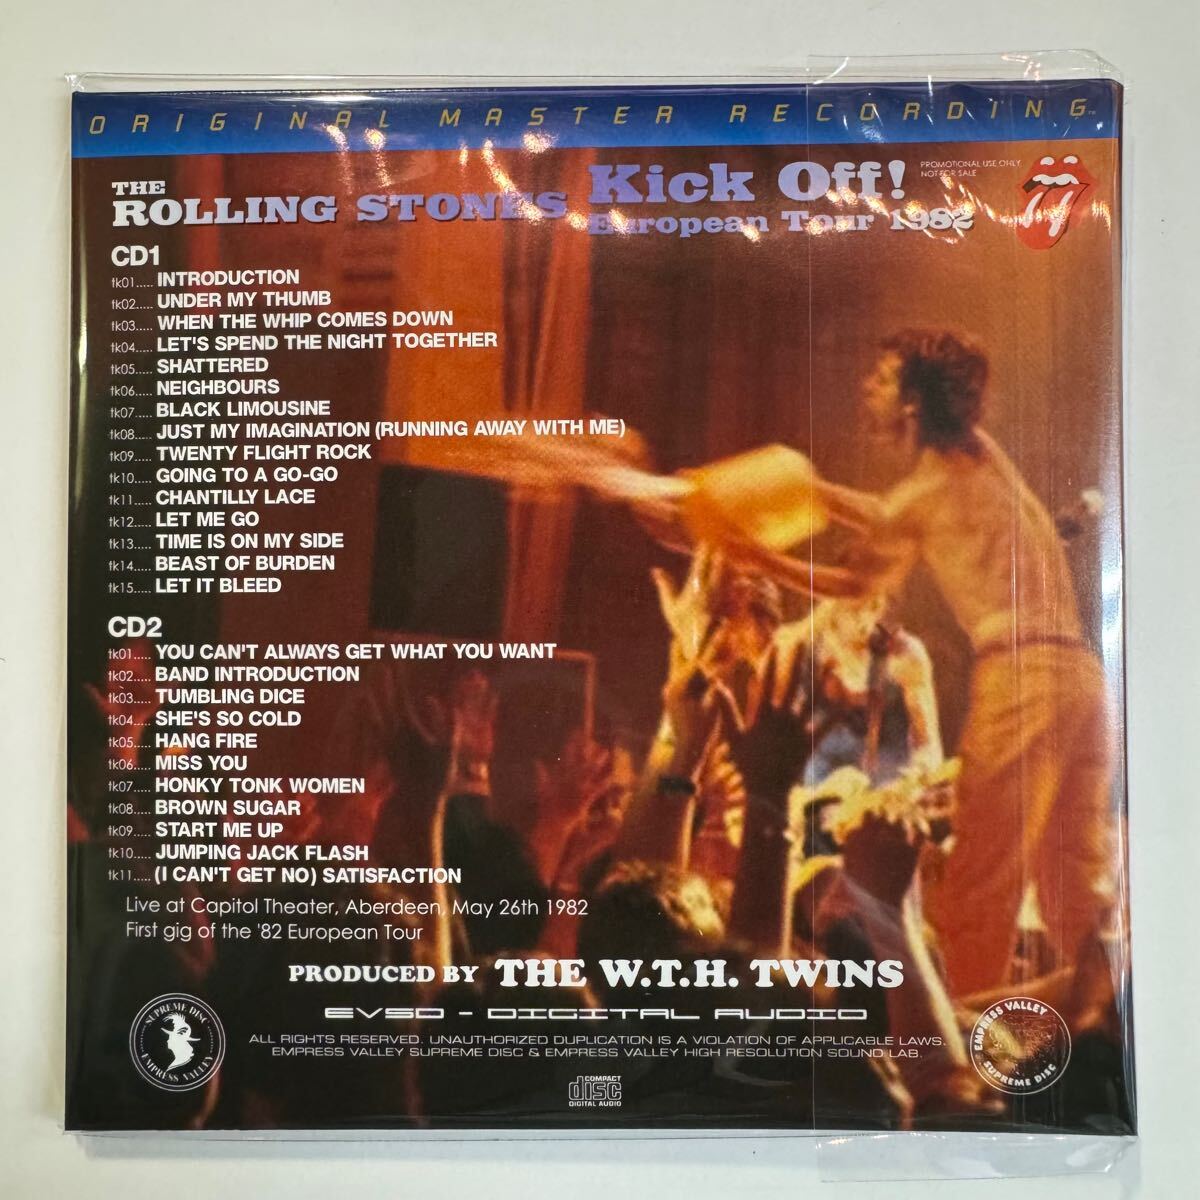 ORIGINAL MASTER RECORDING™
THE
ROLLING STONES
Kick Off!
European Tour 1982
PROMOTIONAL USE ONLY
NOT FOR SALE
CD1
tk01..... INTRODUCTION
tk02..... UNDER MY THUMB
tk03..... WHEN THE WHIP COMES DOWN
tk04..... LET'S SPEND THE NIGHT TOGETHER
tk05..... SHATTERED
tk06..... NEIGHBOURS
tk07..... BLACK LIMOUSINE
tk08..... JUST MY IMAGINATION (RUNNING AWAY WITH ME)
tk09..... TWENTY FLIGHT ROCK
tk10..... GOING TO A GO-GO
tk11..... CHANTILLY LACE
tk12..... LET ME GO
tk13..... TIME IS ON MY SIDE
tk14..... BEAST OF BURDEN
tk15..... LET IT BLEED
CD2
tk01..... YOU CAN'T ALWAYS GET WHAT YOU WANT
tk02..... BAND INTRODUCTION
tk03..... TUMBLING DICE
tk04..... SHE'S SO COLD
tk05..... HANG FIRE
tk06..... MISS YOU
tk07..... HONKY TONK WOMEN
tk08..... BROWN SUGAR
tk09..... START ME UP
tk10..... JUMPING JACK FLASH
tk11..... (I CAN'T GET NO) SATISFACTION
Live at Capitol Theater, Aberdeen, May 26th 1982
First gig of the '82 European Tour
PRODUCED BY THE W.T.H. TWINS
EVSD - DIGITAL AUDIO
ALL RIGHTS RESERVED. UNAUTHORIZED DUPLICATION IS A VIOLATION OF APPLICABLE LAWS.
EMPRESS VALLEY SUPREME DISC & EMPRESS VALLEY HIGH RESOLUTION SOUND LAB.
SUPREME DISC
EMPRESS VALLEY
EMPRESS VALLEY
SUPREME DISC
COMPACT
disc
DIGITAL AUDIO